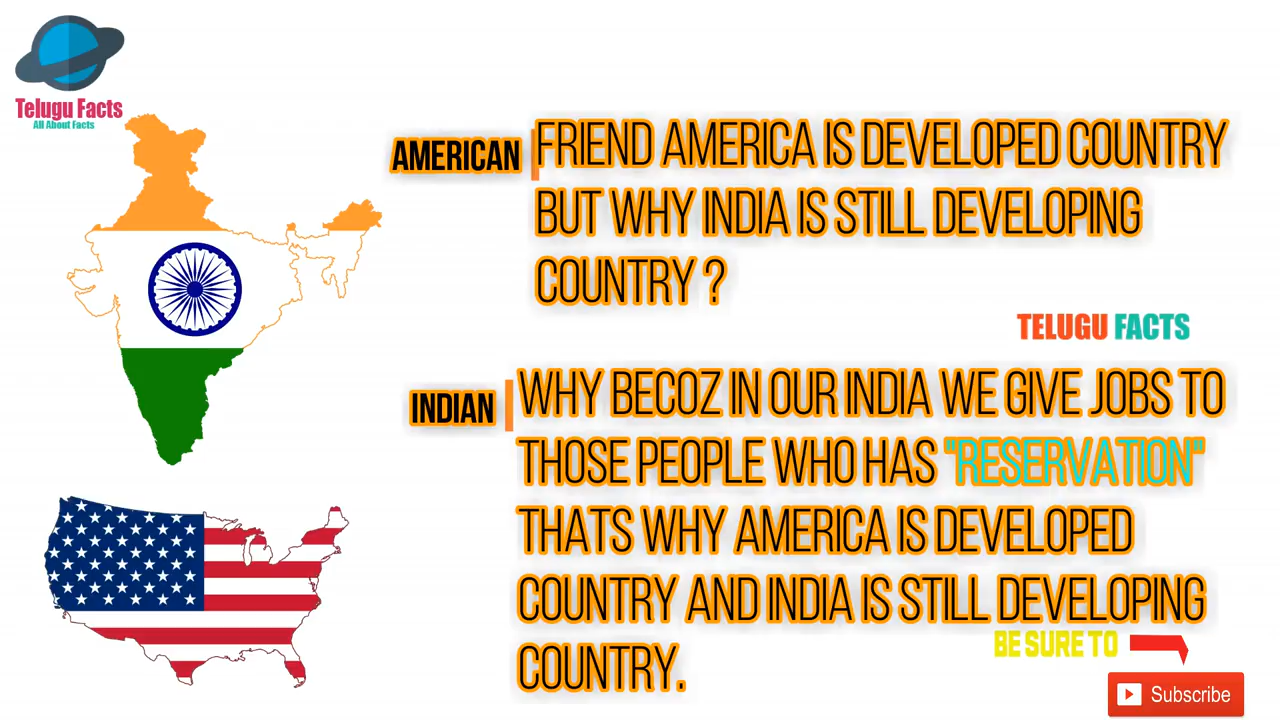 Telugu Facts
All About Facts
AMERICAN
FRIEND AMERICA IS DEVELOPED COUNTRY
BUT WHY INDIA IS STILL DEVELOPING
COUNTRY ?
TELUGU FACTS
INDIAN
WHY BECOZ IN OUR INDIA WE GIVE JOBS TO
THOSE PEOPLE WHO HAS "RESERVATION"
THATS WHY AMERICA IS DEVELOPED
COUNTRY AND INDIA IS STILL DEVELOPING
COUNTRY.
BE SURE TO
Subscribe